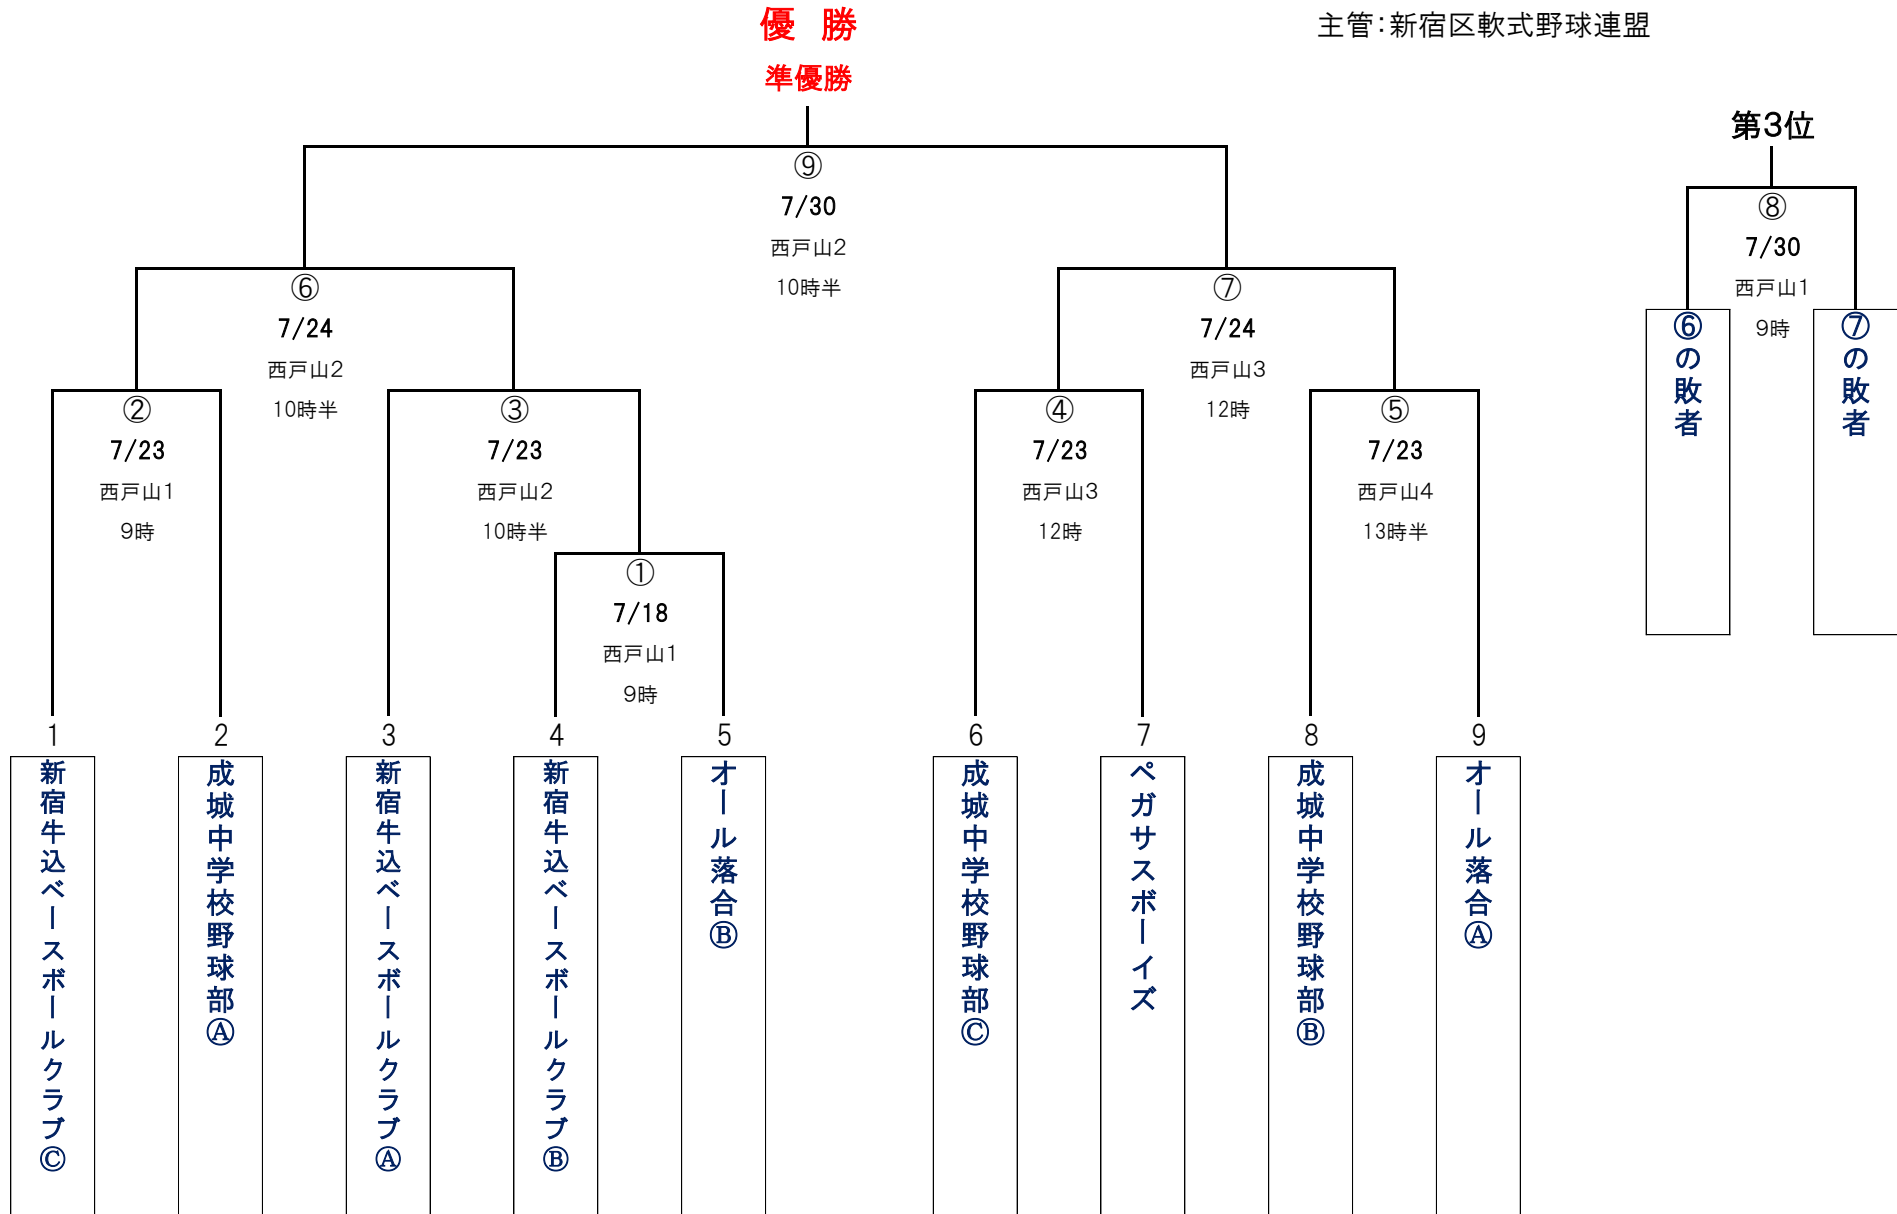 優 勝
主管：新宿区軟式野球連盟
準優勝
第3位
⑨
7/30
西戸山2
10時半
⑧
7/30
西戸山1
9時
⑥の敗者
⑦の敗者
⑥
7/24
西戸山2
10時半
⑦
7/24
西戸山3
12時
②
7/23
西戸山1
9時
③
7/23
西戸山2
10時半
④
7/23
西戸山3
12時
⑤
7/23
西戸山4
13時半
①
7/18
西戸山1
9時
1
新宿牛込ベースボールクラブⒸ
2
成城中学校野球部Ⓐ
3
新宿牛込ベースボールクラブⒶ
4
新宿牛込ベースボールクラブⒷ
5
オール落合Ⓑ
6
成城中学校野球部Ⓒ
7
ペガサスボーイズ
8
成城中学校野球部Ⓑ
9
オール落合Ⓐ